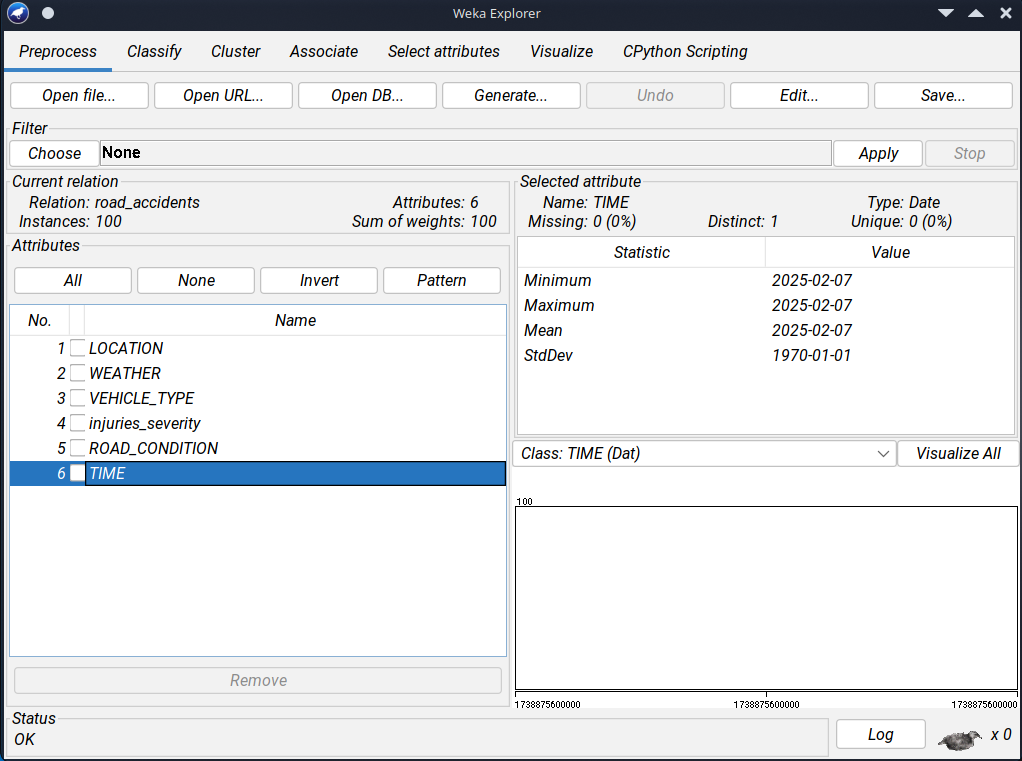 Weka Explorer
Preprocess Classify Cluster Associate Select attributes Visualize CPython Scripting
Open file... Open URL... Open DB... Generate... Undo Edit... Save...
Filter
Choose None Apply Stop
Current relation
Relation: road_accidents Attributes: 6
Instances: 100 Sum of weights: 100
Attributes
All None Invert Pattern
No. Name
1 LOCATION
2 WEATHER
3 VEHICLE_TYPE
4 injuries_severity
5 ROAD_CONDITION
6 TIME
Remove
Selected attribute
Name: TIME Type: Date
Missing: 0 (0%) Distinct: 1 Unique: 0 (0%)
Statistic Value
Minimum 2025-02-07
Maximum 2025-02-07
Mean 2025-02-07
StdDev 1970-01-01
Class: TIME (Dat) Visualize All
100
1738875600000 1738875600000 1738875600000
Status
OK
Log x 0